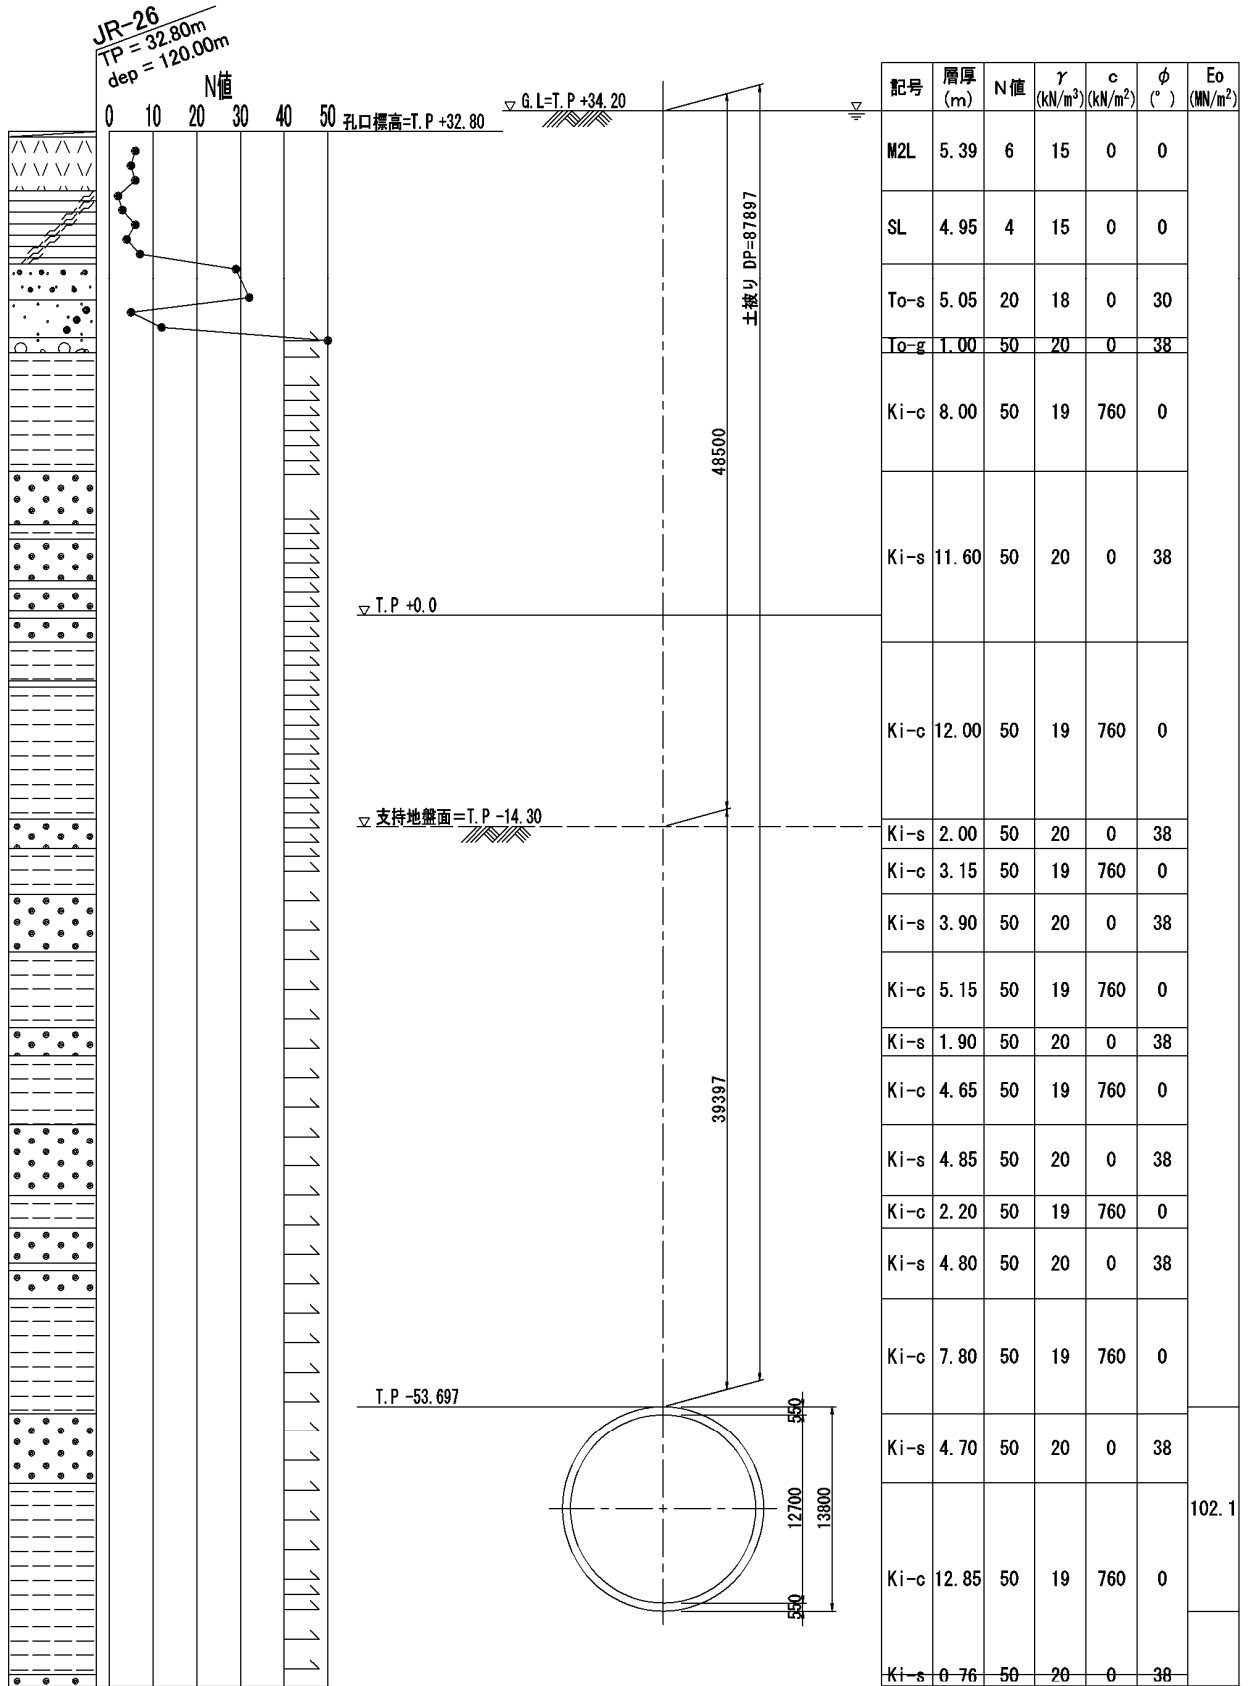 JR-26
TP = 32.80m
dep = 120.00m
N値
0 10 20 30 40 50
孔口標高=T.P +32.80
G.L=T.P +34.20
土被り DP=87897
48500
T.P +0.0
支持地盤面=T.P -14.30
39397
T.P -53.697
550
12700
13800
550
記号 層厚(m) N値 γ(kN/m³) c(kN/m²) φ(°) Eo(MN/m²)
M2L 5.39 6 15 0 0
SL 4.95 4 15 0 0
To-s 5.05 20 18 0 30
To-g 1.00 50 20 0 38
Ki-c 8.00 50 19 760 0
Ki-s 11.60 50 20 0 38
Ki-c 12.00 50 19 760 0
Ki-s 2.00 50 20 0 38
Ki-c 3.15 50 19 760 0
Ki-s 3.90 50 20 0 38
Ki-c 5.15 50 19 760 0
Ki-s 1.90 50 20 0 38
Ki-c 4.65 50 19 760 0
Ki-s 4.85 50 20 0 38
Ki-c 2.20 50 19 760 0
Ki-s 4.80 50 20 0 38
Ki-c 7.80 50 19 760 0
Ki-s 4.70 50 20 0 38
102.1
Ki-c 12.85 50 19 760 0
Ki-s 0.76 50 20 0 38